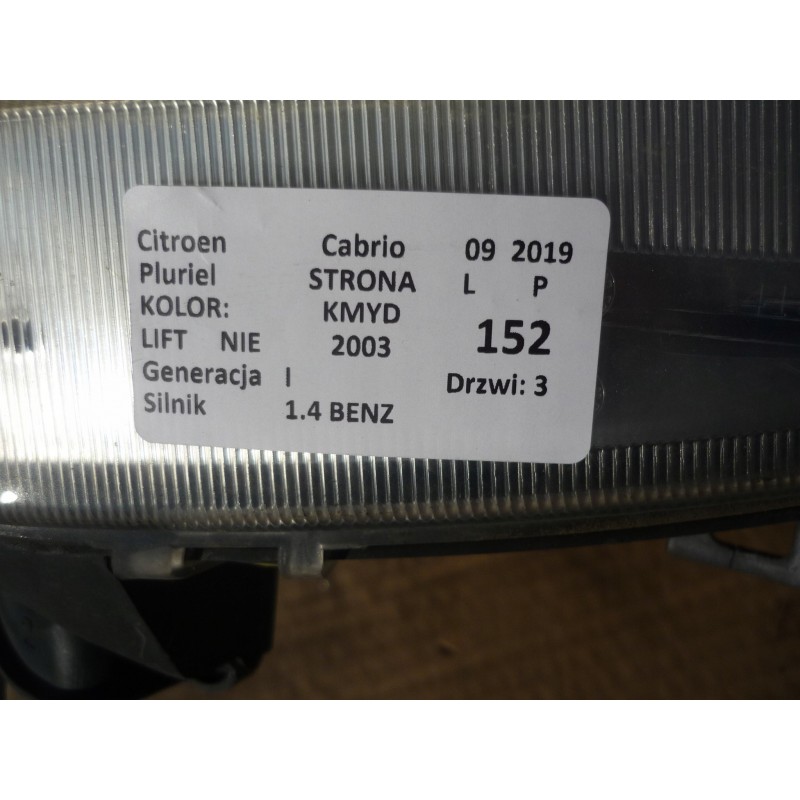 Citroen Cabrio 09 2019
Pluriel STRONA L P
KOLOR: KMYD
LIFT NIE 2003 152
Generacja I Drzwi: 3
Silnik 1.4 BENZ